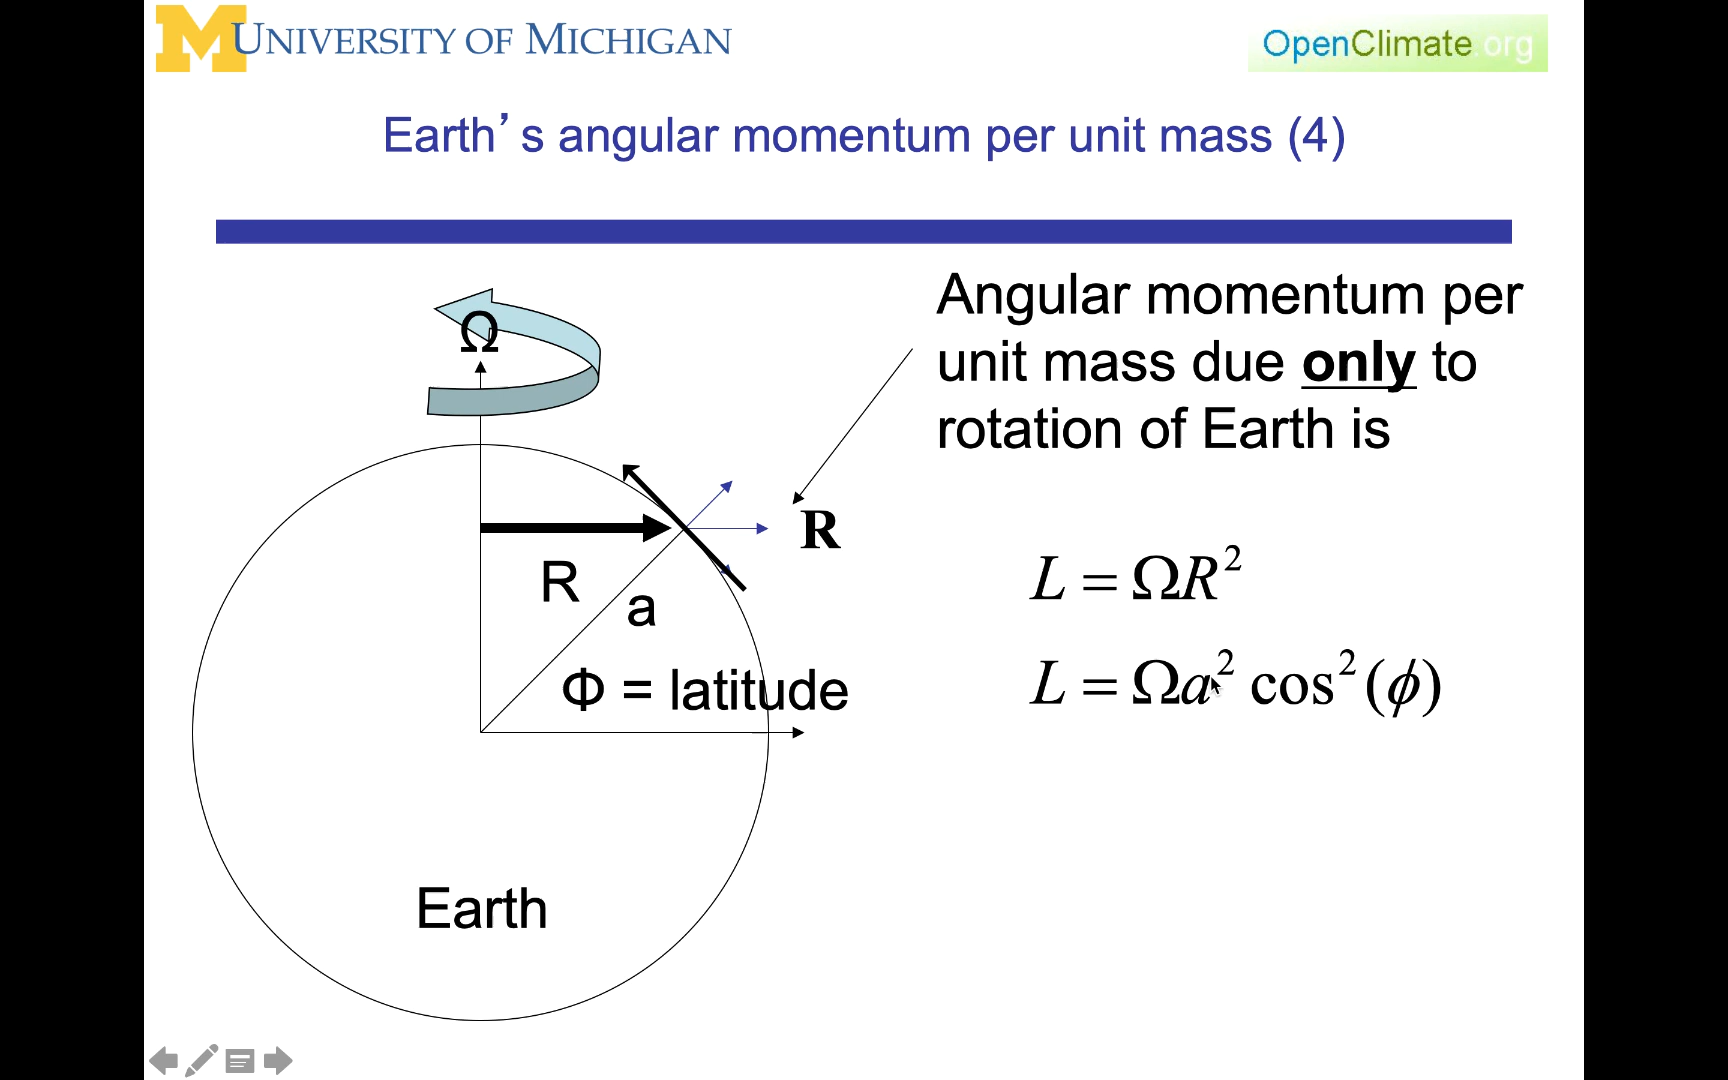 UNIVERSITY OF MICHIGAN
OpenClimate.org
Earth’s angular momentum per unit mass (4)
Angular momentum per
unit mass due only to
rotation of Earth is
Ω
R
R
a
Φ = latitude
Earth
L = ΩR²
L = Ωa² cos²(ϕ)